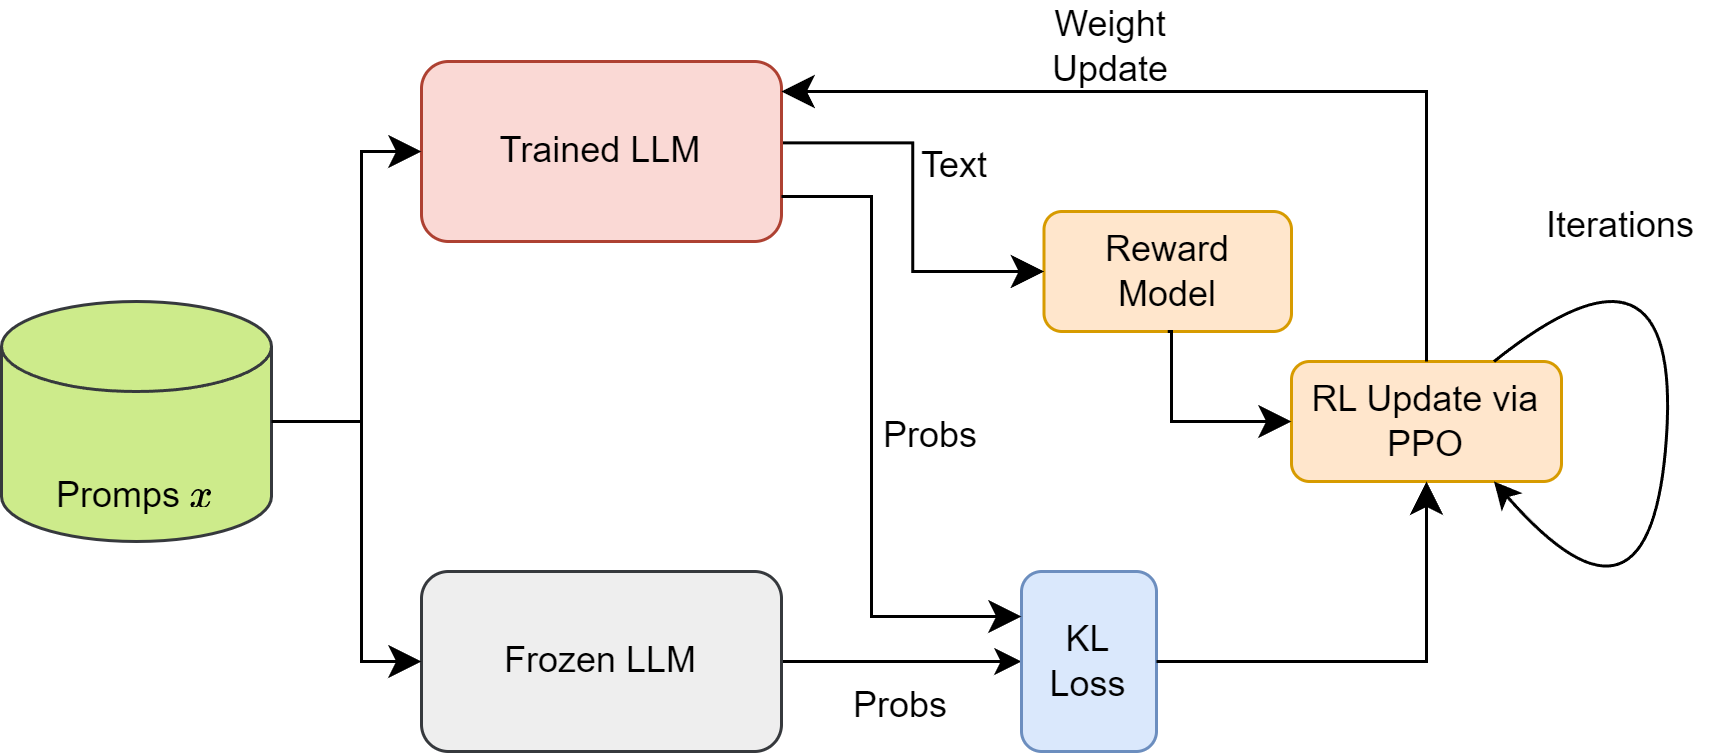 Weight
Update
Trained LLM
Text
Reward
Model
Iterations
RL Update via
PPO
Probs
Promps x
Frozen LLM
KL
Loss
Probs